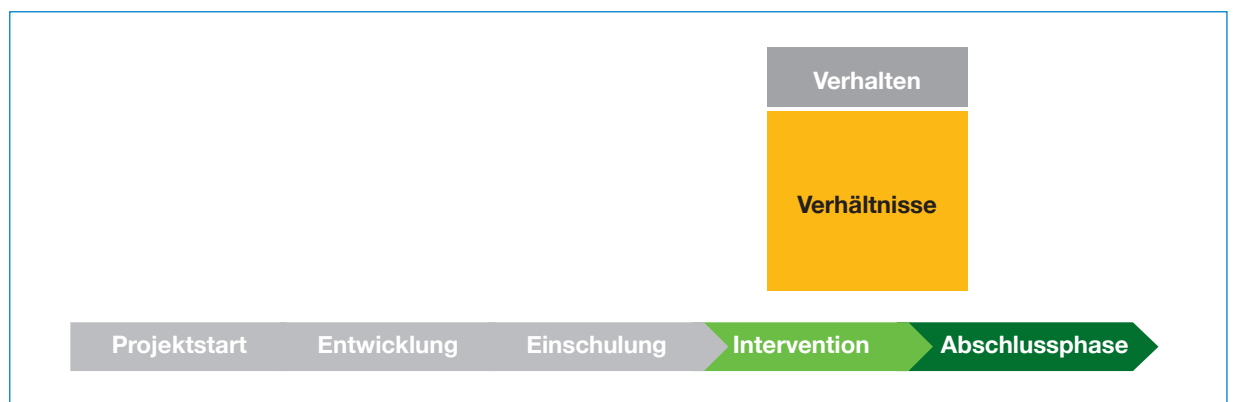 Verhalten
Verhältnisse
Projektstart Entwicklung Einschulung Intervention Abschlussphase